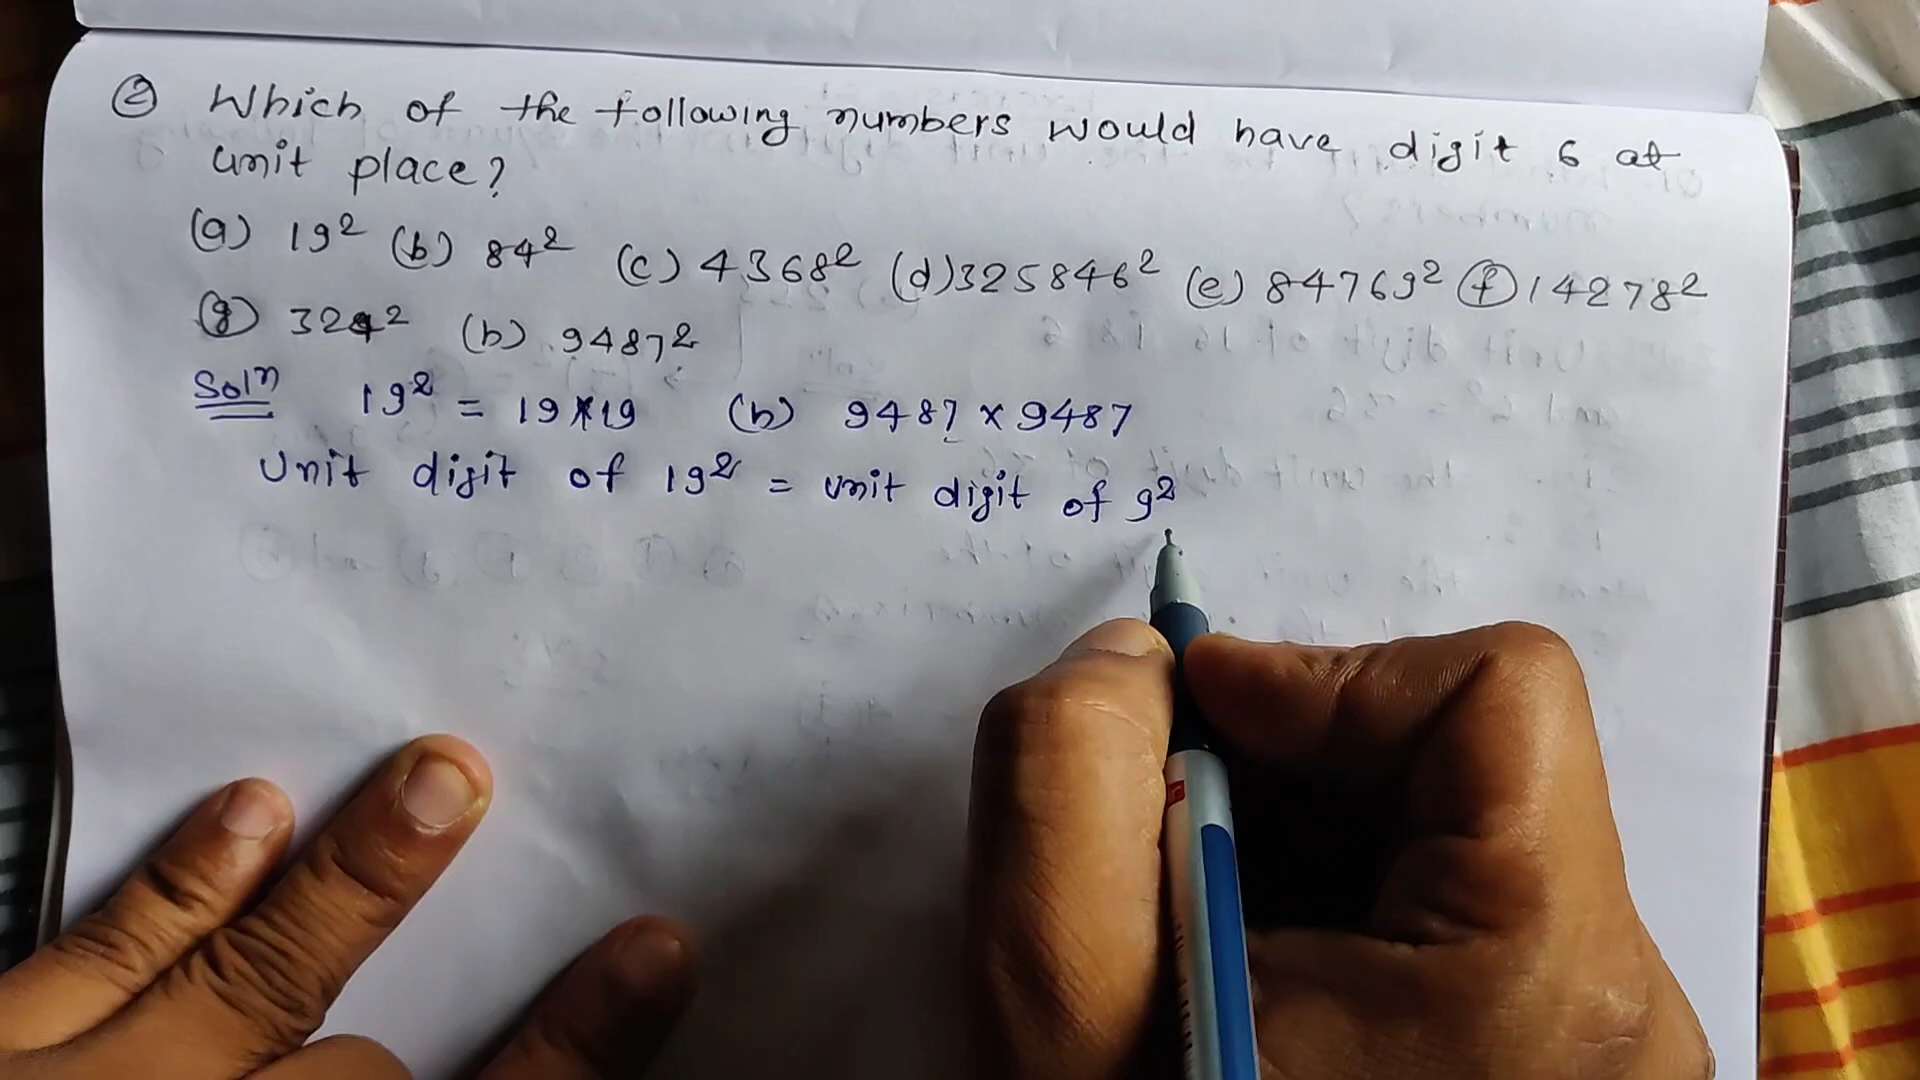 ② Which of the following numbers would have digit 6 at
unit place?
(a) 19² (b) 84² (c) 4368² (d) 325846² (e) 84769² (f) 14278²
(g) 324² (h) 9487²
Solⁿ 19² = 19×19 (h) 9487 × 9487
Unit digit of 19² = unit digit of 9²